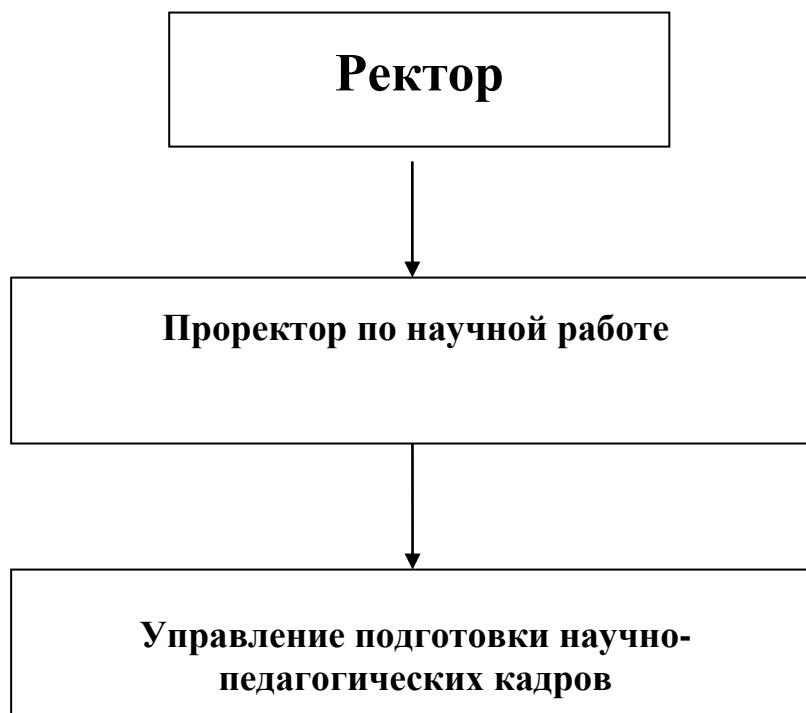 Ректор
Проректор по научной работе
Управление подготовки научно-
педагогических кадров